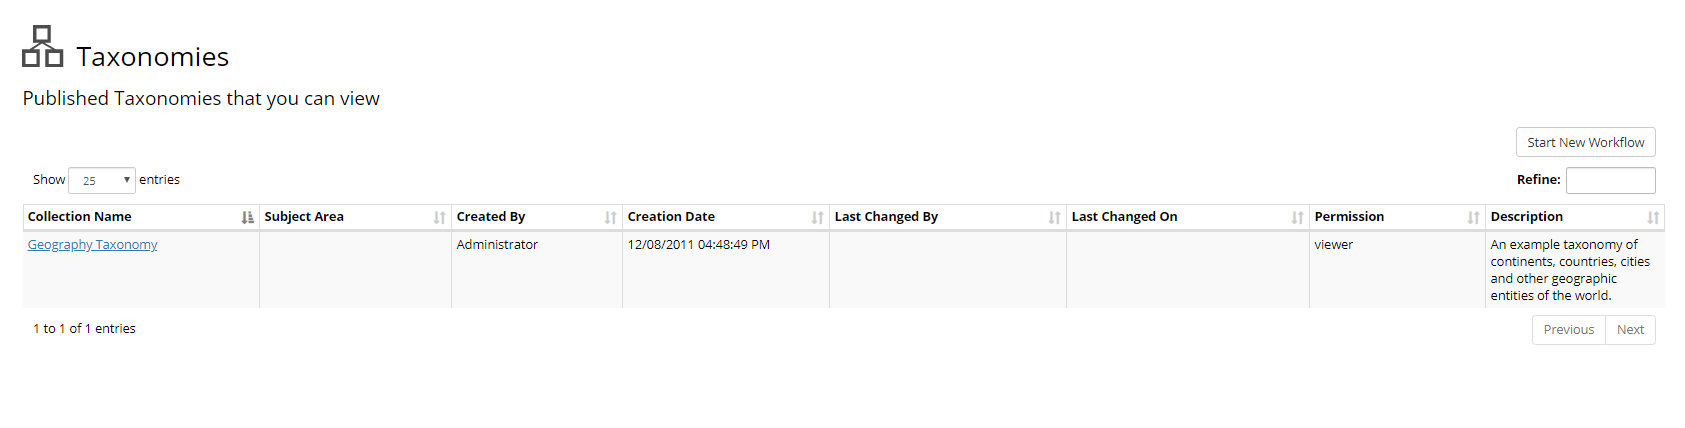 Taxonomies
Published Taxonomies that you can view
Start New Workflow
Show 25 entries
Refine:
Collection Name Subject Area Created By Creation Date Last Changed By Last Changed On Permission Description
Geography Taxonomy Administrator 12/08/2011 04:48:49 PM viewer An example taxonomy of
continents, countries, cities
and other geographic
entities of the world.
1 to 1 of 1 entries
Previous Next